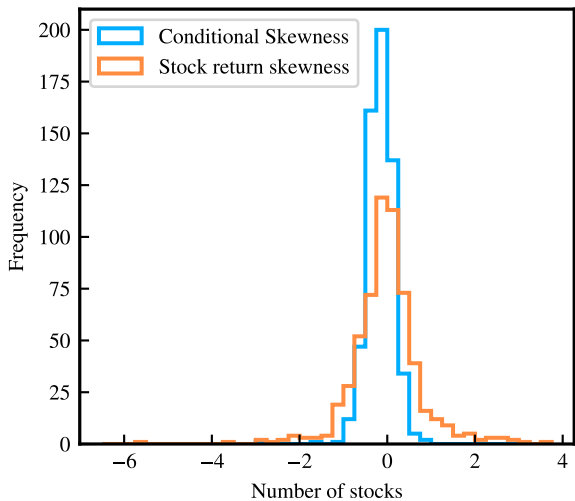 Conditional Skewness
Stock return skewness
Frequency
200
175
150
125
100
75
50
25
0
−6 −4 −2 0 2 4
Number of stocks